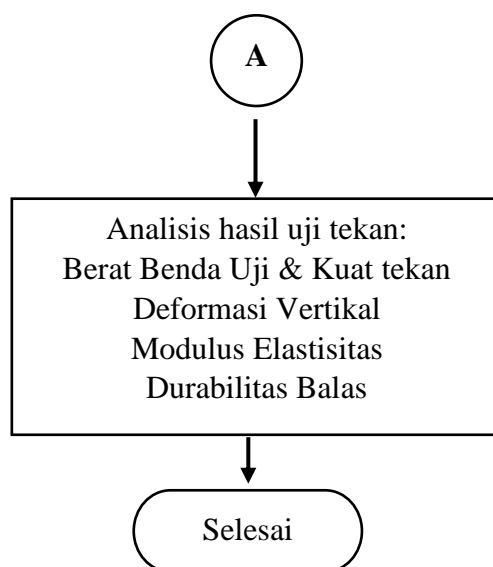 A
Analisis hasil uji tekan:
Berat Benda Uji & Kuat tekan
Deformasi Vertikal
Modulus Elastisitas
Durabilitas Balas
Selesai